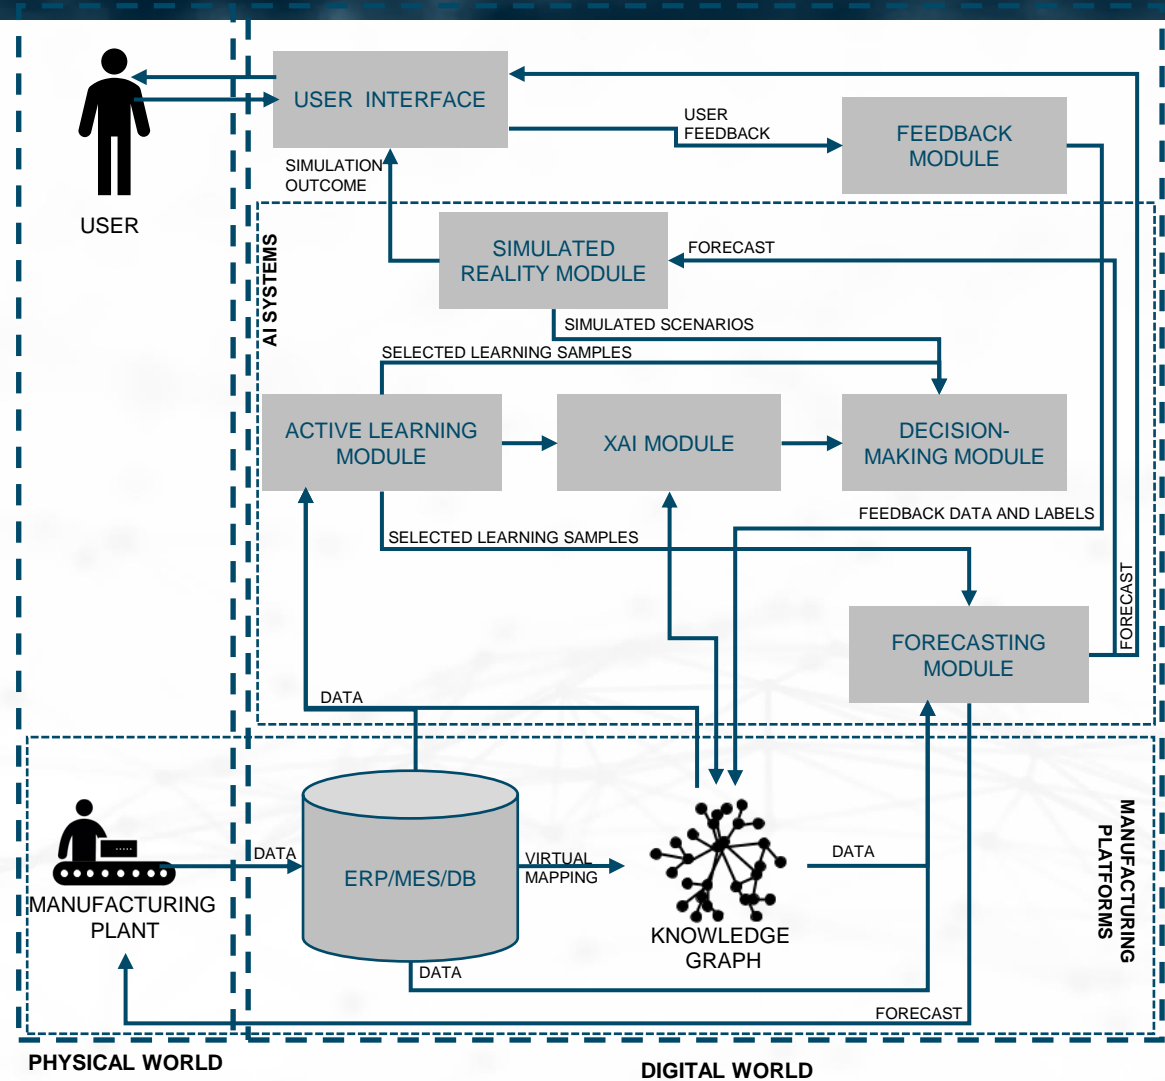 USER INTERFACE
USER
FEEDBACK
FEEDBACK
MODULE
SIMULATION
OUTCOME
USER
AI SYSTEMS
SIMULATED
REALITY MODULE
FORECAST
SIMULATED SCENARIOS
SELECTED LEARNING SAMPLES
ACTIVE LEARNING
MODULE
XAI MODULE
DECISION-
MAKING MODULE
FEEDBACK DATA AND LABELS
SELECTED LEARNING SAMPLES
FORECAST
FORECASTING
MODULE
DATA
MANUFACTURING
PLATFORMS
DATA
ERP/MES/DB
VIRTUAL
MAPPING
DATA
MANUFACTURING
PLANT
KNOWLEDGE
GRAPH
DATA
FORECAST
PHYSICAL WORLD
DIGITAL WORLD